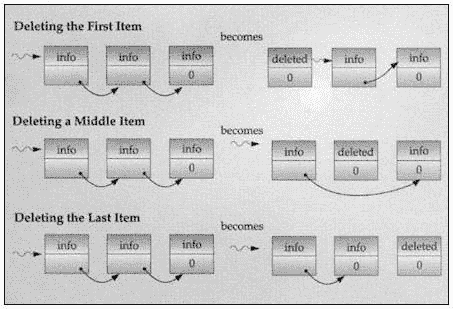 Deleting the First Item
becomes
info info info
0
deleted info info
0 0
Deleting a Middle Item
becomes
info info info
0
info deleted info
0 0
Deleting the Last Item
becomes
info info info
0
info info deleted
0 0